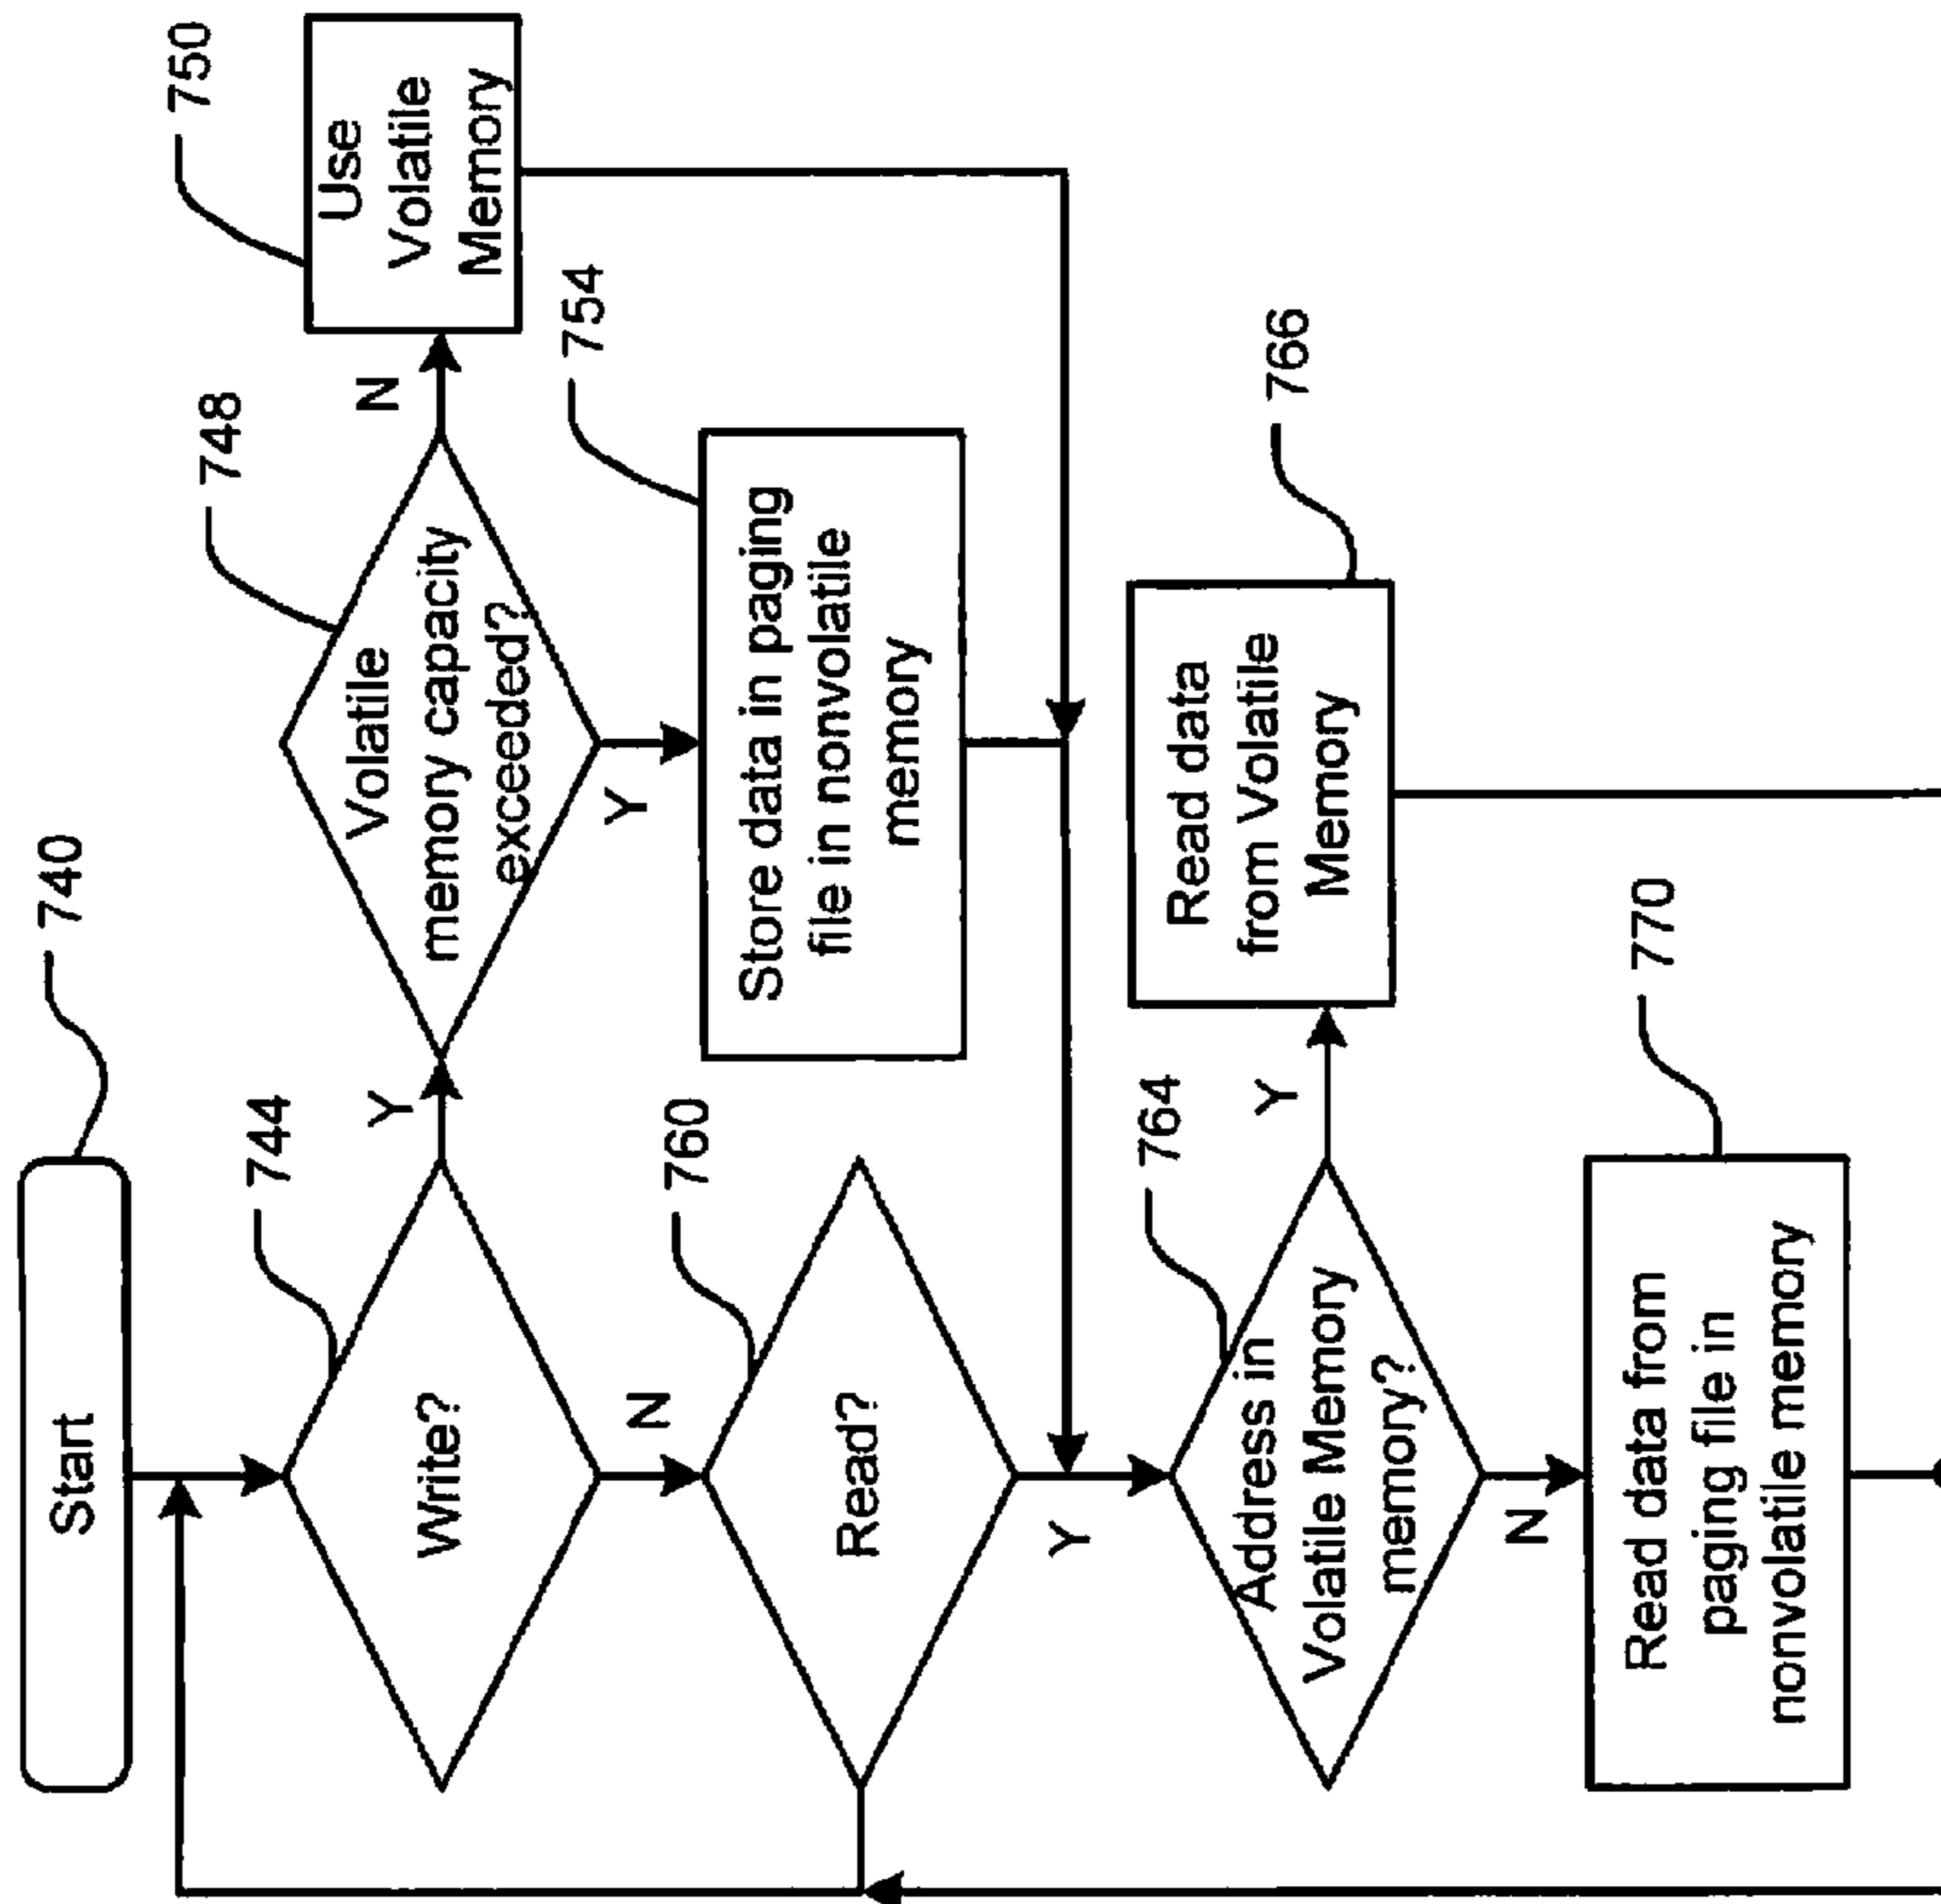 Start
740
Write?
744
Y
Volatile
memory capacity
exceeded?
748
N
Use
Volatile
Memory
750
N
Y
Store data in paging
file in nonvolatile
memory
754
Read?
760
Y
Address in
Volatile Memory
memory?
764
Y
Read data
from Volatile
Memory
766
N
Read data from
paging file in
nonvolatile memory
770